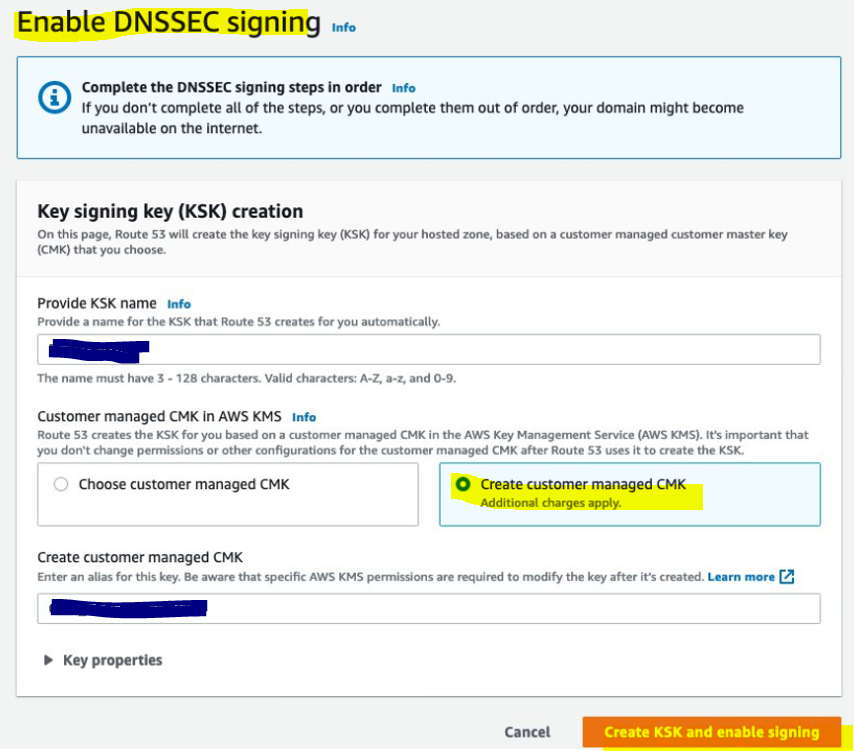 Enable DNSSEC signing Info
Complete the DNSSEC signing steps in order Info
If you don't complete all of the steps, or you complete them out of order, your domain might become
unavailable on the internet.
Key signing key (KSK) creation
On this page, Route 53 will create the key signing key (KSK) for your hosted zone, based on a customer managed customer master key
(CMK) that you choose.
Provide KSK name Info
Provide a name for the KSK that Route 53 creates for you automatically.
The name must have 3 - 128 characters. Valid characters: A-Z, a-z, and 0-9.
Customer managed CMK in AWS KMS Info
Route 53 creates the KSK for you based on a customer managed CMK in the AWS Key Management Service (AWS KMS). It's important that
you don't change permissions or other configurations for the customer managed CMK after Route 53 uses it to create the KSK.
Choose customer managed CMK
Create customer managed CMK
Additional charges apply.
Create customer managed CMK
Enter an alias for this key. Be aware that specific AWS KMS permissions are required to modify the key after it's created. Learn more
Key properties
Cancel Create KSK and enable signing